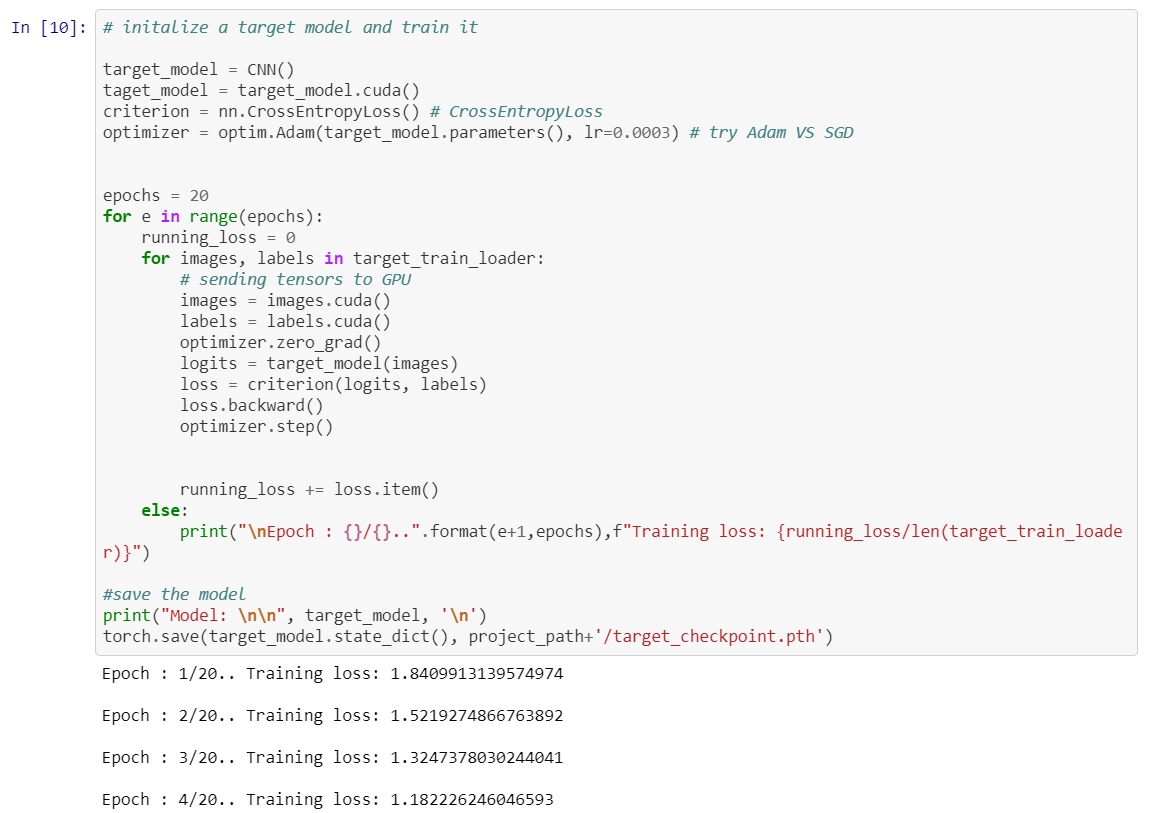 In [10]: # initalize a target model and train it
target_model = CNN()
taget_model = target_model.cuda()
criterion = nn.CrossEntropyLoss() # CrossEntropyLoss
optimizer = optim.Adam(target_model.parameters(), lr=0.0003) # try Adam VS SGD
epochs = 20
for e in range(epochs):
    running_loss = 0
    for images, labels in target_train_loader:
        # sending tensors to GPU
        images = images.cuda()
        labels = labels.cuda()
        optimizer.zero_grad()
        logits = target_model(images)
        loss = criterion(logits, labels)
        loss.backward()
        optimizer.step()
        running_loss += loss.item()
    else:
        print("\nEpoch : {}/{}..".format(e+1,epochs),f"Training loss: {running_loss/len(target_train_loade
r)}")
#save the model
print("Model: \n\n", target_model, '\n')
torch.save(target_model.state_dict(), project_path+'/target_checkpoint.pth')
Epoch : 1/20.. Training loss: 1.8409913139574974
Epoch : 2/20.. Training loss: 1.5219274866763892
Epoch : 3/20.. Training loss: 1.3247378030244041
Epoch : 4/20.. Training loss: 1.182226246046593